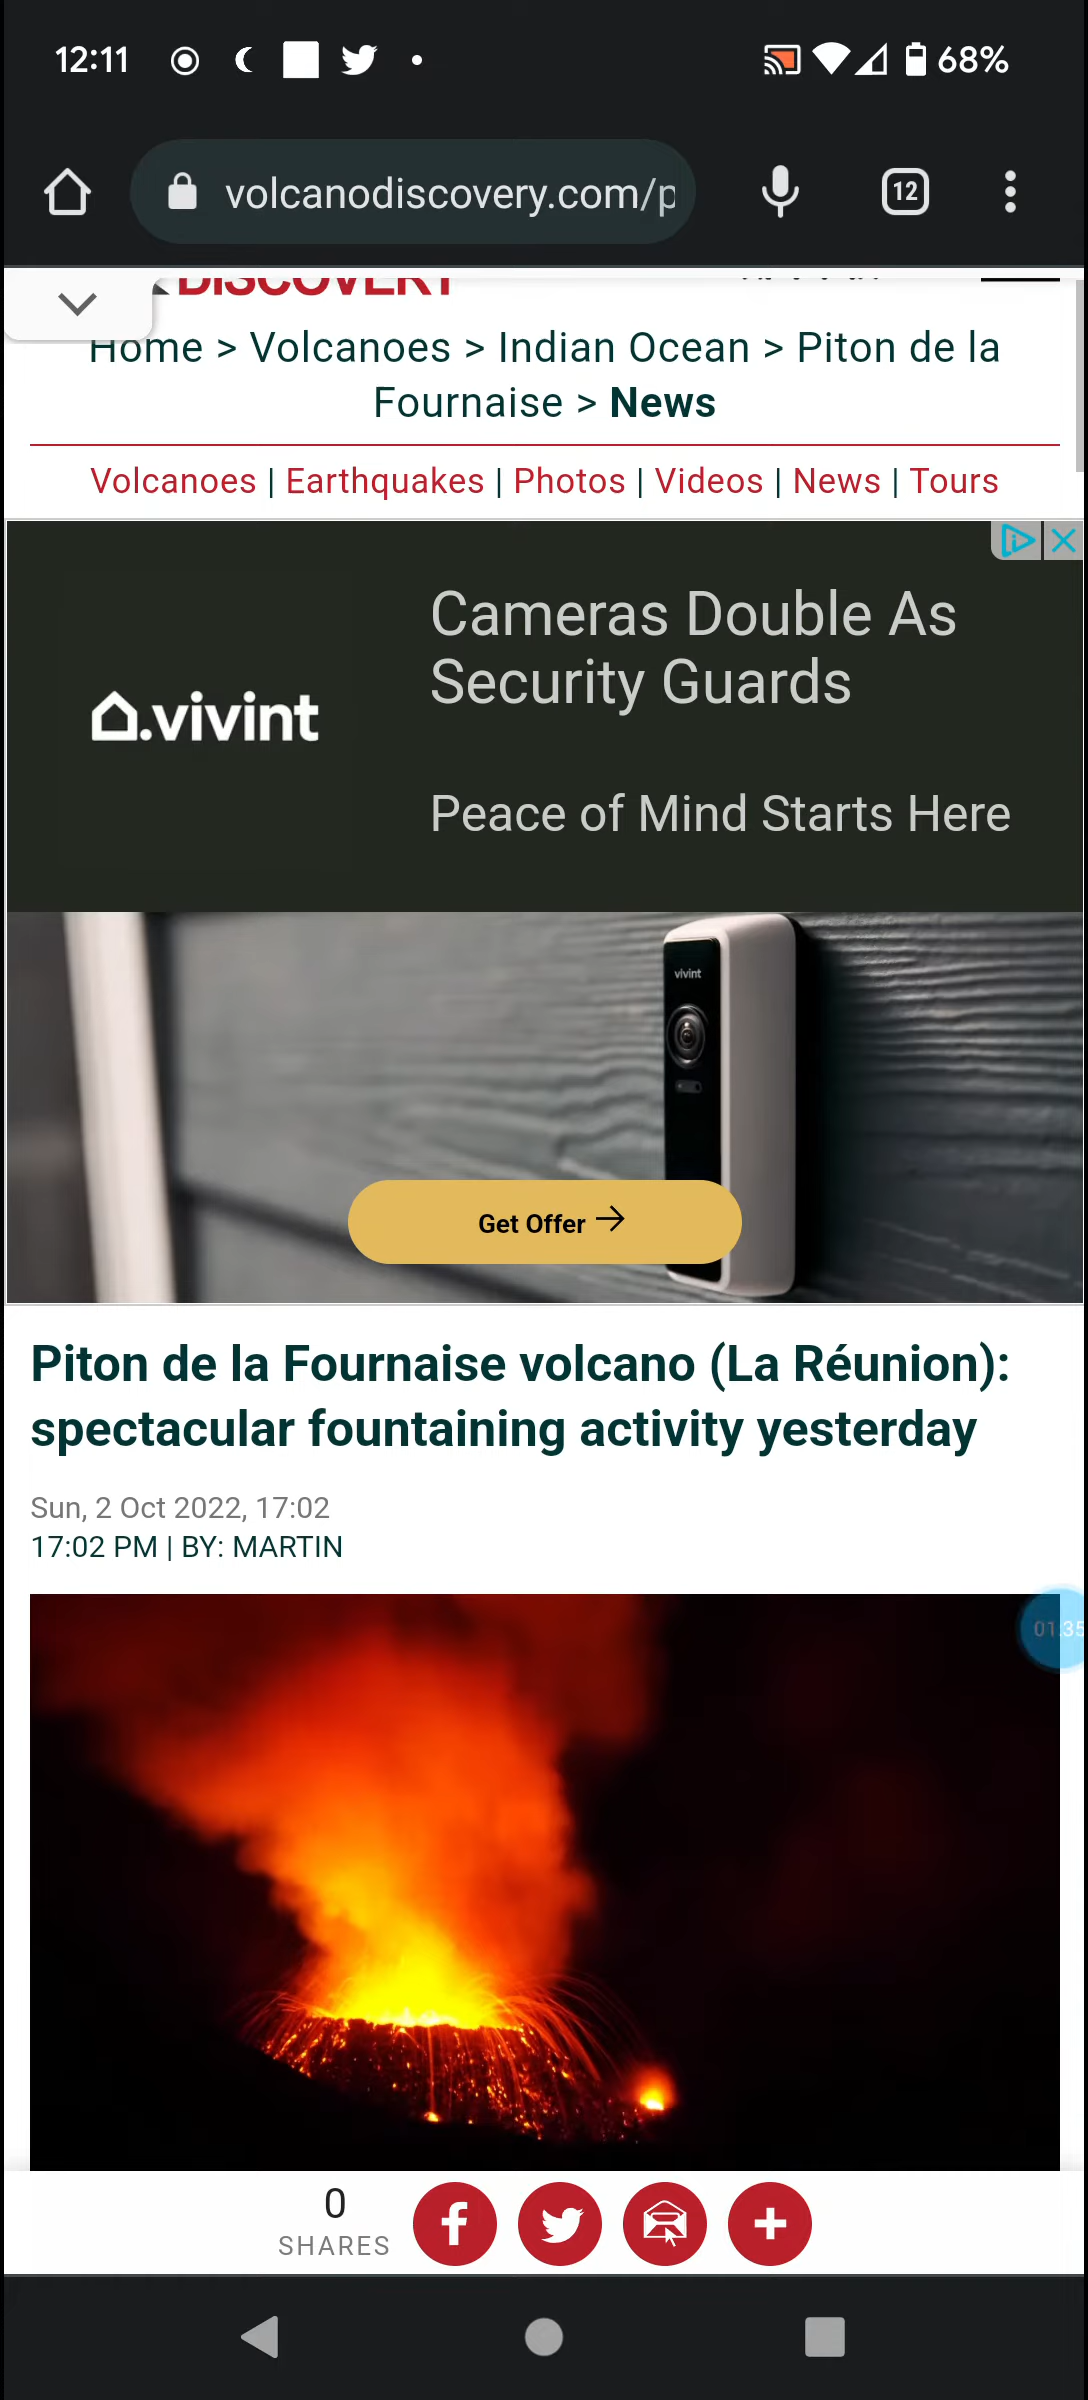 12:11
68%
volcanodiscovery.com/p
12
DISCOVERY
Home > Volcanoes > Indian Ocean > Piton de la
Fournaise > News
Volcanoes | Earthquakes | Photos | Videos | News | Tours
Cameras Double As
Security Guards
vivint
Peace of Mind Starts Here
vivint
Get Offer →
Piton de la Fournaise volcano (La Réunion):
spectacular fountaining activity yesterday
Sun, 2 Oct 2022, 17:02
17:02 PM | BY: MARTIN
01:35
0
SHARES